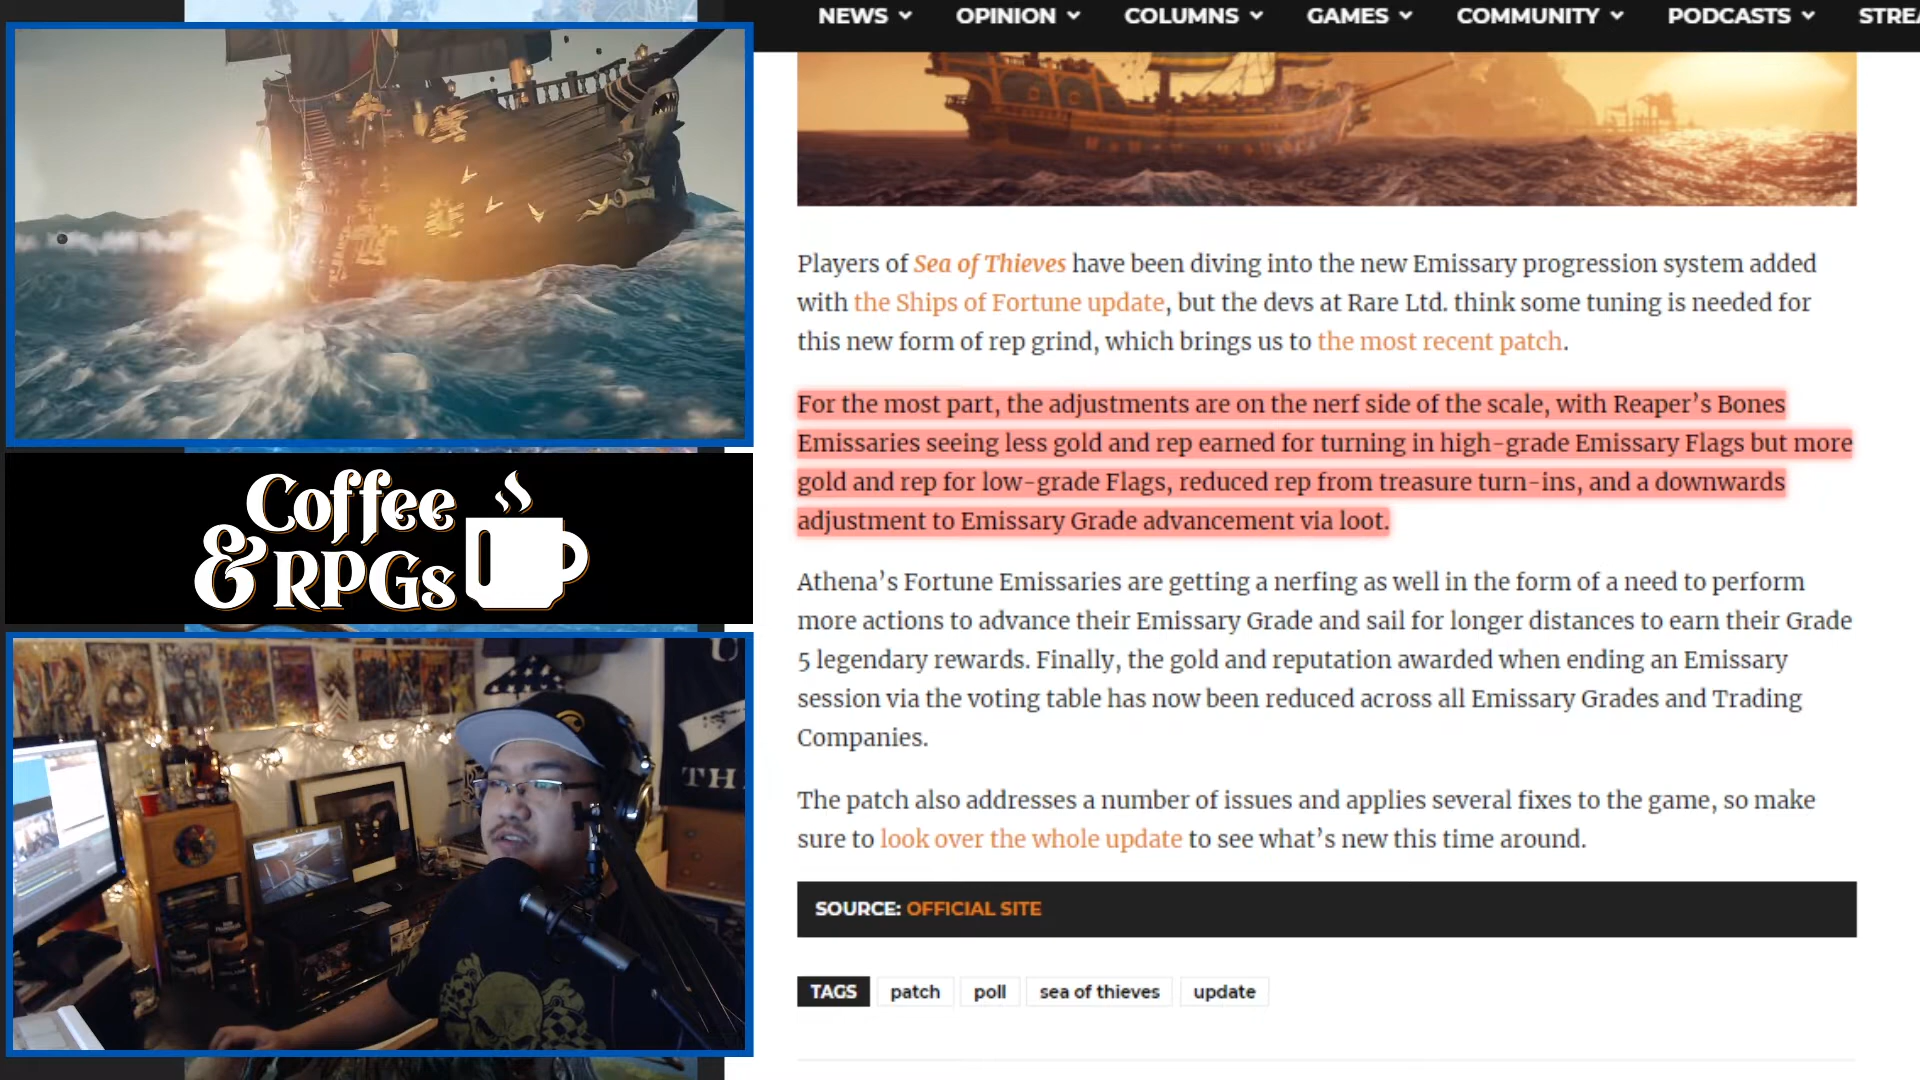 NEWS OPINION COLUMNS GAMES COMMUNITY PODCASTS STREA
Players of Sea of Thieves have been diving into the new Emissary progression system added
with the Ships of Fortune update, but the devs at Rare Ltd. think some tuning is needed for
this new form of rep grind, which brings us to the most recent patch.
For the most part, the adjustments are on the nerf side of the scale, with Reaper’s Bones
Emissaries seeing less gold and rep earned for turning in high-grade Emissary Flags but more
gold and rep for low-grade Flags, reduced rep from treasure turn-ins, and a downwards
adjustment to Emissary Grade advancement via loot.
Athena’s Fortune Emissaries are getting a nerfing as well in the form of a need to perform
more actions to advance their Emissary Grade and sail for longer distances to earn their Grade
5 legendary rewards. Finally, the gold and reputation awarded when ending an Emissary
session via the voting table has now been reduced across all Emissary Grades and Trading
Companies.
The patch also addresses a number of issues and applies several fixes to the game, so make
sure to look over the whole update to see what’s new this time around.
SOURCE: OFFICIAL SITE
TAGS patch poll sea of thieves update
Coffee
& RPGs
U
TH